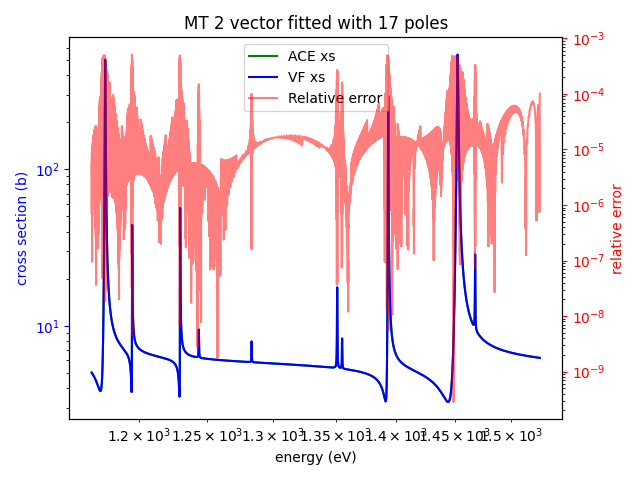 MT 2 vector fitted with 17 poles
ACE xs
VF xs
Relative error
cross section (b)
10²
10¹
10⁻³
10⁻⁴
10⁻⁵
10⁻⁶
10⁻⁷
10⁻⁸
10⁻⁹
relative error
1.2 × 10³ 1.25 × 10³ 1.3 × 10³ 1.35 × 10³ 1.4 × 10³ 1.45 × 10³ 1.5 × 10³
energy (eV)